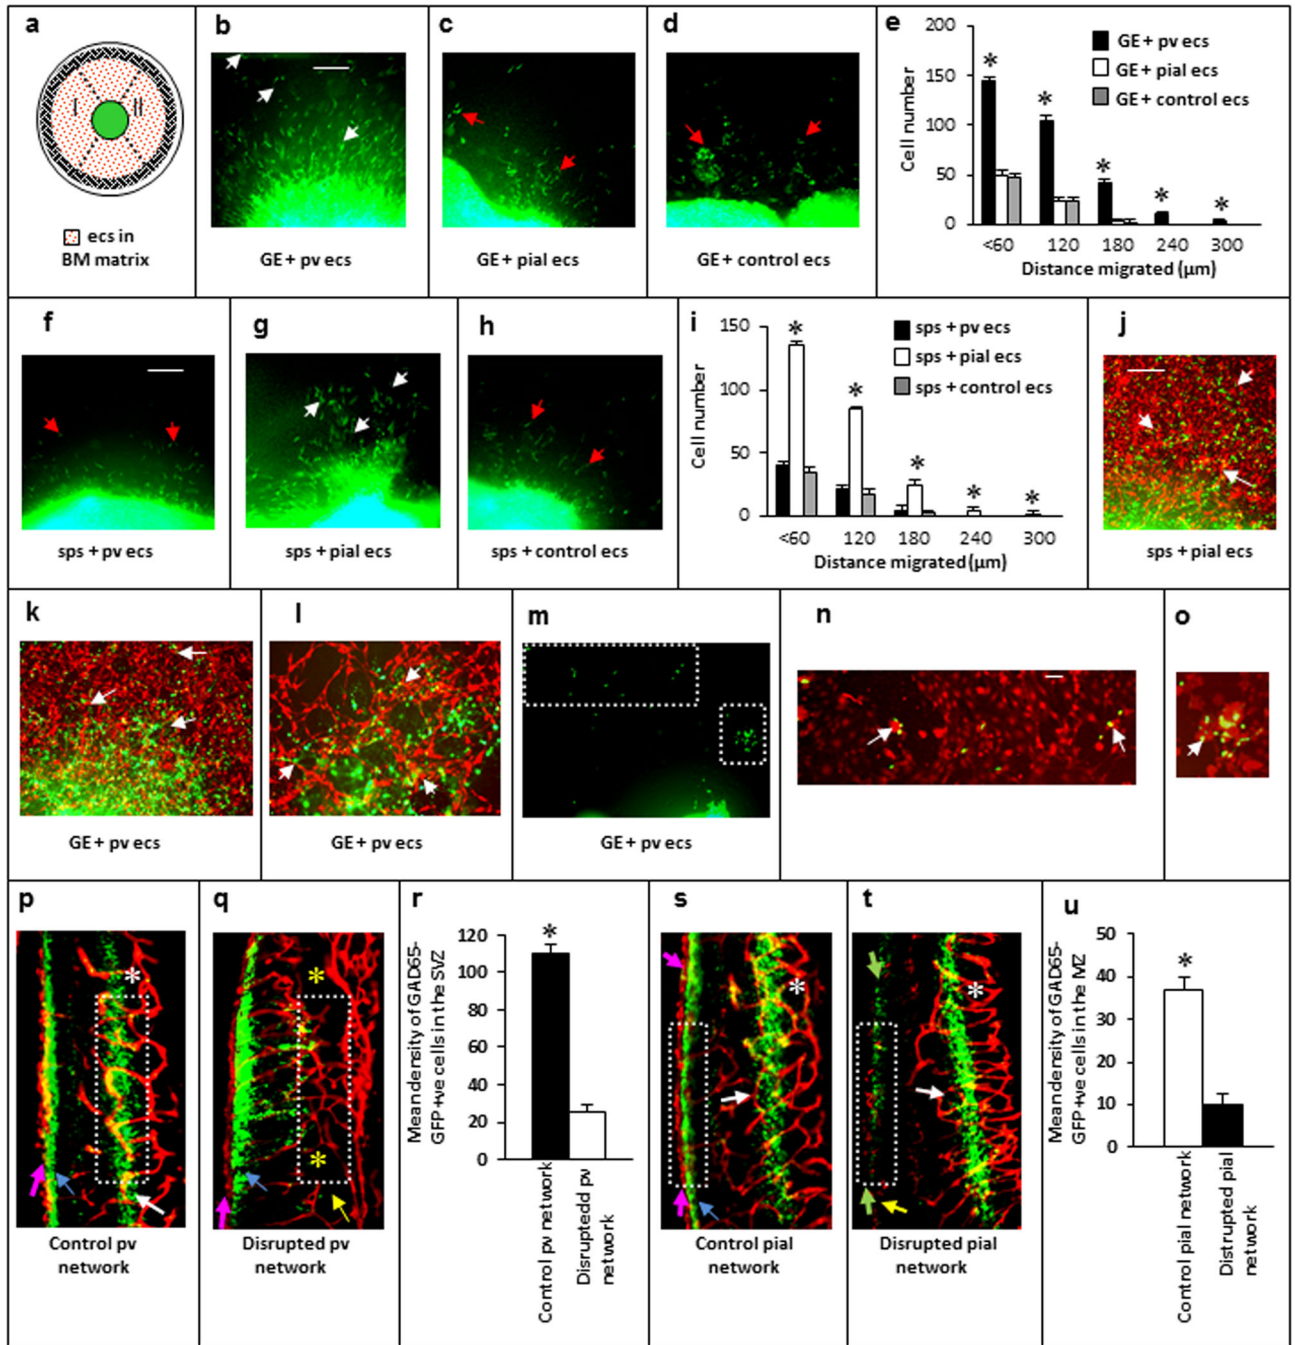 a
I
II
ecs in
BM matrix
b
GE+ pv ecs
c
GE+ pial ecs
d
GE+ control ecs
e
200
150
100
50
0
Cell number
*
*
*
*
*
GE+ pv ecs
GE+ pial ecs
GE+ control ecs
<60
120
180
240
300
Distance migrated (µm)
f
sps + pv ecs
g
sps + pial ecs
h
sps + control ecs
i
150
100
50
0
Cell number
*
*
*
*
*
sps + pv ecs
sps + pial ecs
sps + control ecs
<60
120
180
240
300
Distance migrated (µm)
j
sps + pial ecs
k
GE+ pv ecs
l
GE+ pv ecs
m
GE+ pv ecs
n
o
p
*
Control pv
network
q
*
*
Disrupted pv
network
r
Mean density of GAD65-
GFP +ve cells in the SVZ
120
100
80
60
40
20
0
*
Control pv network
Disruptedd pv
network
s
*
Control pial
network
t
*
Disrupted pial
network
u
Mean density of GAD65-
GFP +ve cells in the MZ
50
40
30
20
10
0
*
Control pial network
Distrupted pial
network